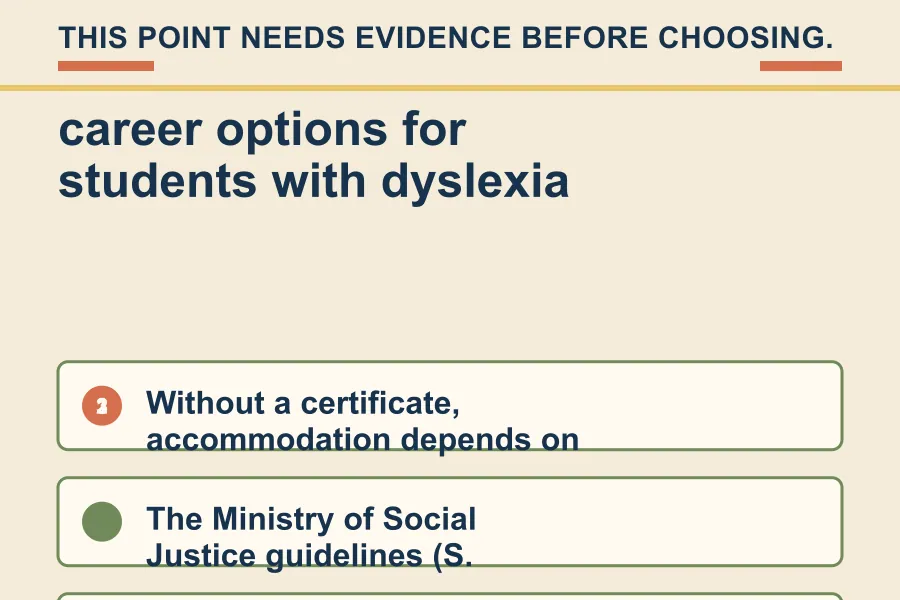 THIS POINT NEEDS EVIDENCE BEFORE CHOOSING.
career options for
students with dyslexia
Without a certificate,
accommodation depends on
The Ministry of Social
Justice guidelines (S.